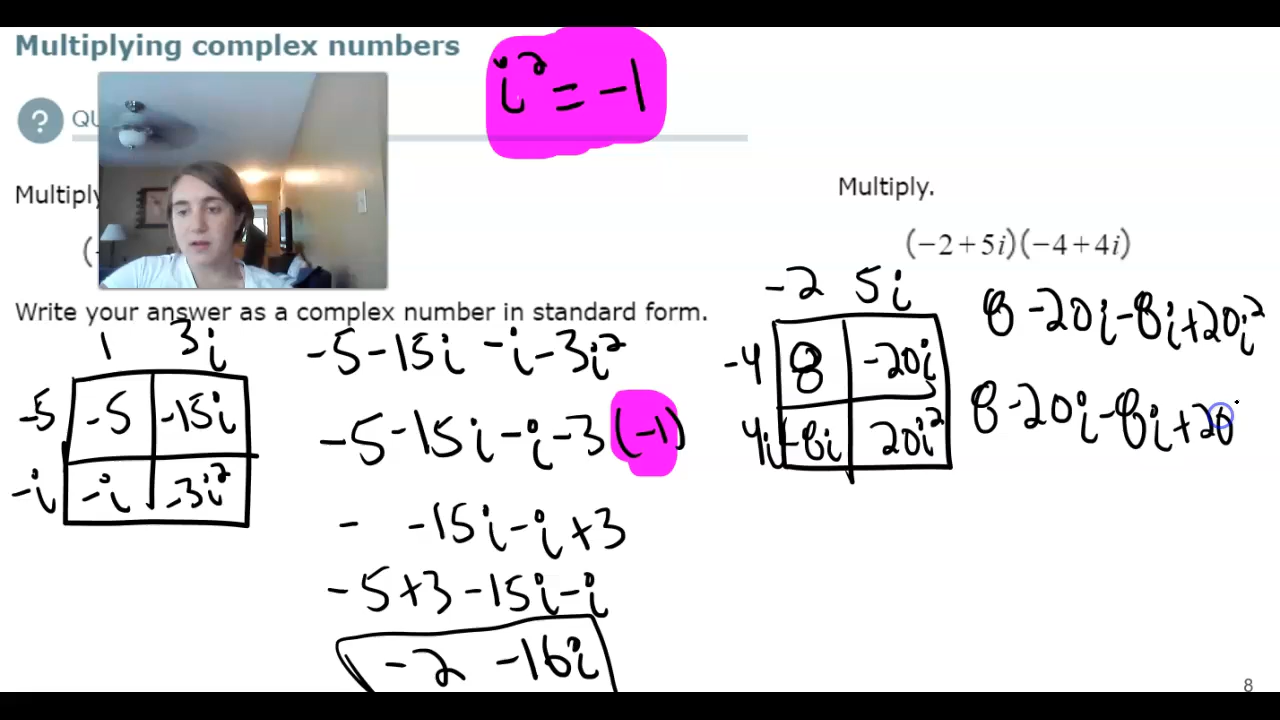 Multiplying complex numbers
i² = -1
?
QU
Multiply
(-
Write your answer as a complex number in standard form.
1 3i
-5 -5 -15i
-i -i -3i²
-5 -15i -i -3i²
-5 -15i -i -3(-1)
- -15i -i +3
-5+3 -15i -i
-2 -16i
Multiply.
(−2+5i)(−4+4i)
-2 5i
-4 8 -20i
4i -8i 20i²
8 -20i -8i +20i²
8 -20i -8i +20
8